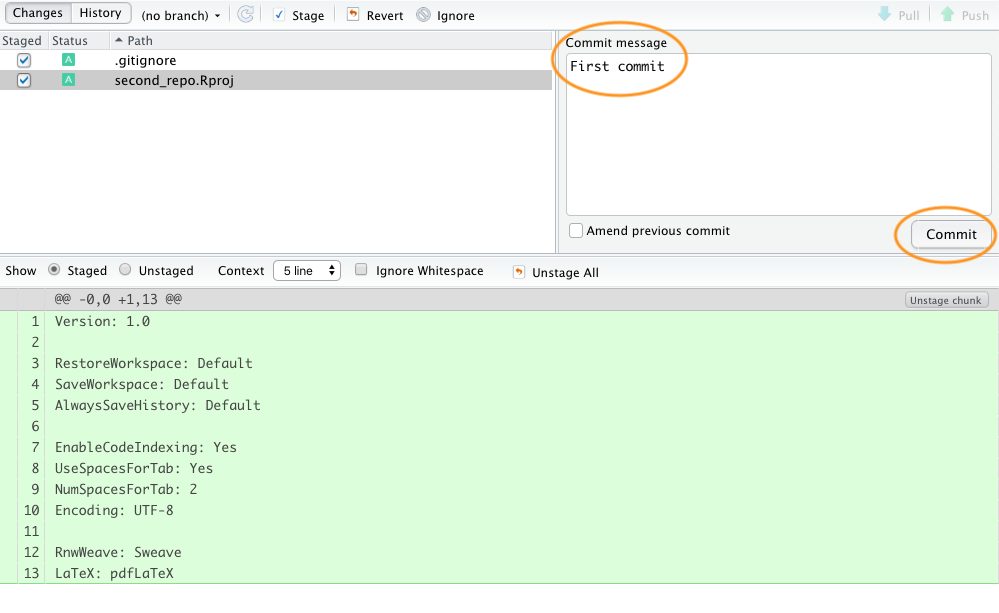 Changes History (no branch) Stage Revert Ignore Pull Push
Staged Status Path
A .gitignore
A second_repo.Rproj
Commit message
First commit
Amend previous commit
Commit
Show Staged Unstaged Context 5 line Ignore Whitespace Unstage All
@@ -0,0 +1,13 @@ Unstage chunk
1 Version: 1.0
2
3 RestoreWorkspace: Default
4 SaveWorkspace: Default
5 AlwaysSaveHistory: Default
6
7 EnableCodeIndexing: Yes
8 UseSpacesForTab: Yes
9 NumSpacesForTab: 2
10 Encoding: UTF-8
11
12 RnwWeave: Sweave
13 LaTeX: pdfLaTeX